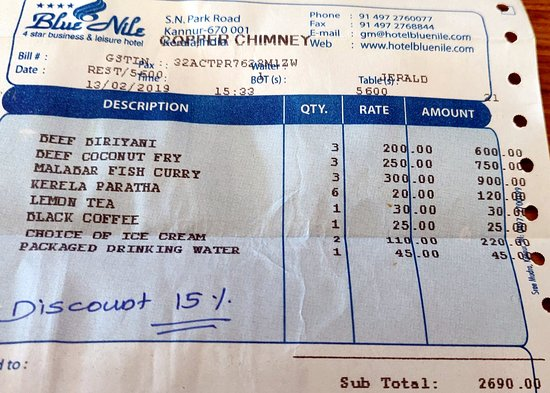 Blue Nile
4 star business & leisure hotel
S.N. Park Road
Kannur-670 001
Kerala, India
COPPER CHIMNEY
Phone : 91 497 2760077
Fax : 91 497 2768844
E-mail : gm@hotelbluenile.com
Web : www.hotelbluenile.com
GSTIN : 32ACTPR7628M1ZW
Bill # : REST/5600
Waiter : JERALD
Date : 13/02/2019
Time : 15:33
BOT (s) : 5600
Table (s) : 21
DESCRIPTION QTY. RATE AMOUNT
BEEF BIRIYANI 3 200.00 600.00
BEEF COCONUT FRY 3 250.00 750.00
MALABAR FISH CURRY 3 300.00 900.00
KERELA PARATHA 6 20.00 120.00
LEMON TEA 1 30.00 30.00
BLACK COFFEE 1 25.00 25.00
CHOICE OF ICE CREAM 2 110.00 220.00
PACKAGED DRINKING WATER 1 45.00 45.00
Discount 15%
d to :
Sub Total: 2690.00